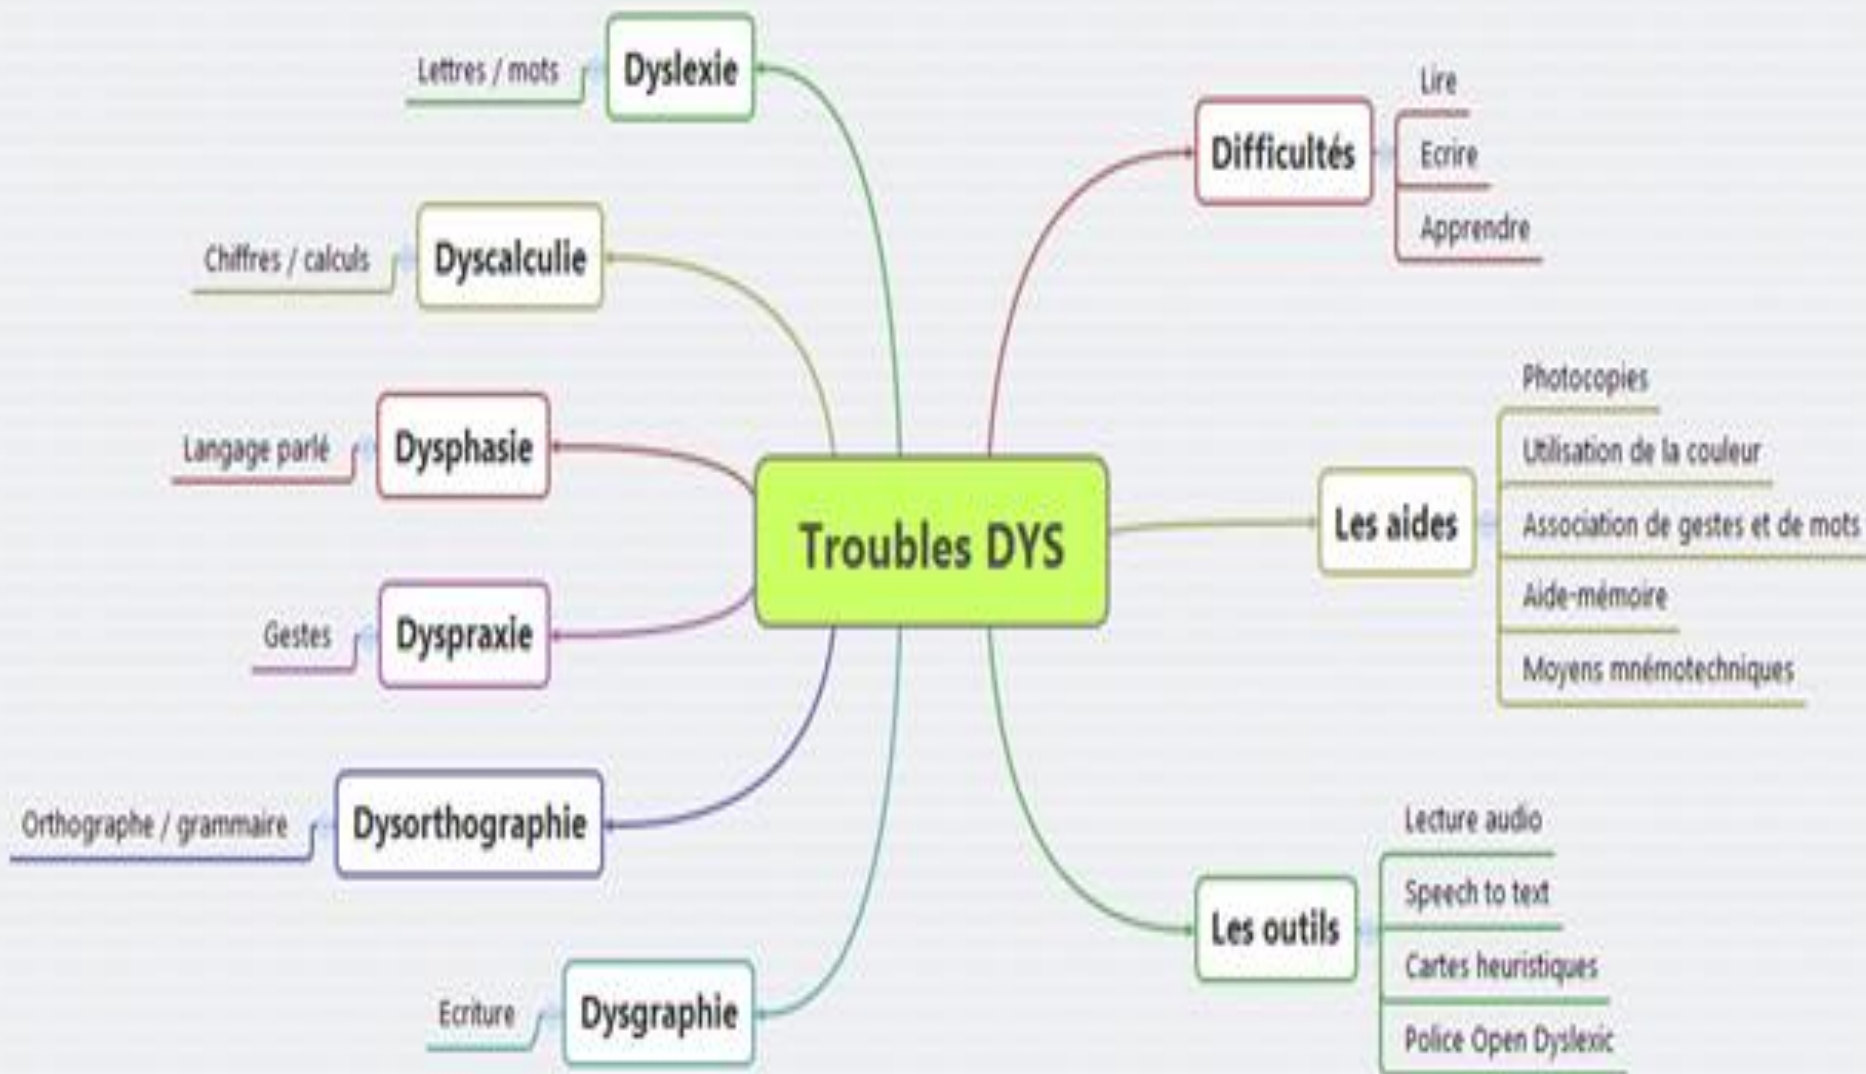 Troubles DYS
Dyslexie
Lettres / mots
Dyscalculie
Chiffres / calculs
Dysphasie
Langage parlé
Dyspraxie
Gestes
Dysorthographie
Orthographe / grammaire
Dysgraphie
Ecriture
Difficultés
Lire
Ecrire
Apprendre
Les aides
Photocopies
Utilisation de la couleur
Association de gestes et de mots
Aide-mémoire
Moyens mnémotechniques
Les outils
Lecture audio
Speech to text
Cartes heuristiques
Police Open Dyslexic